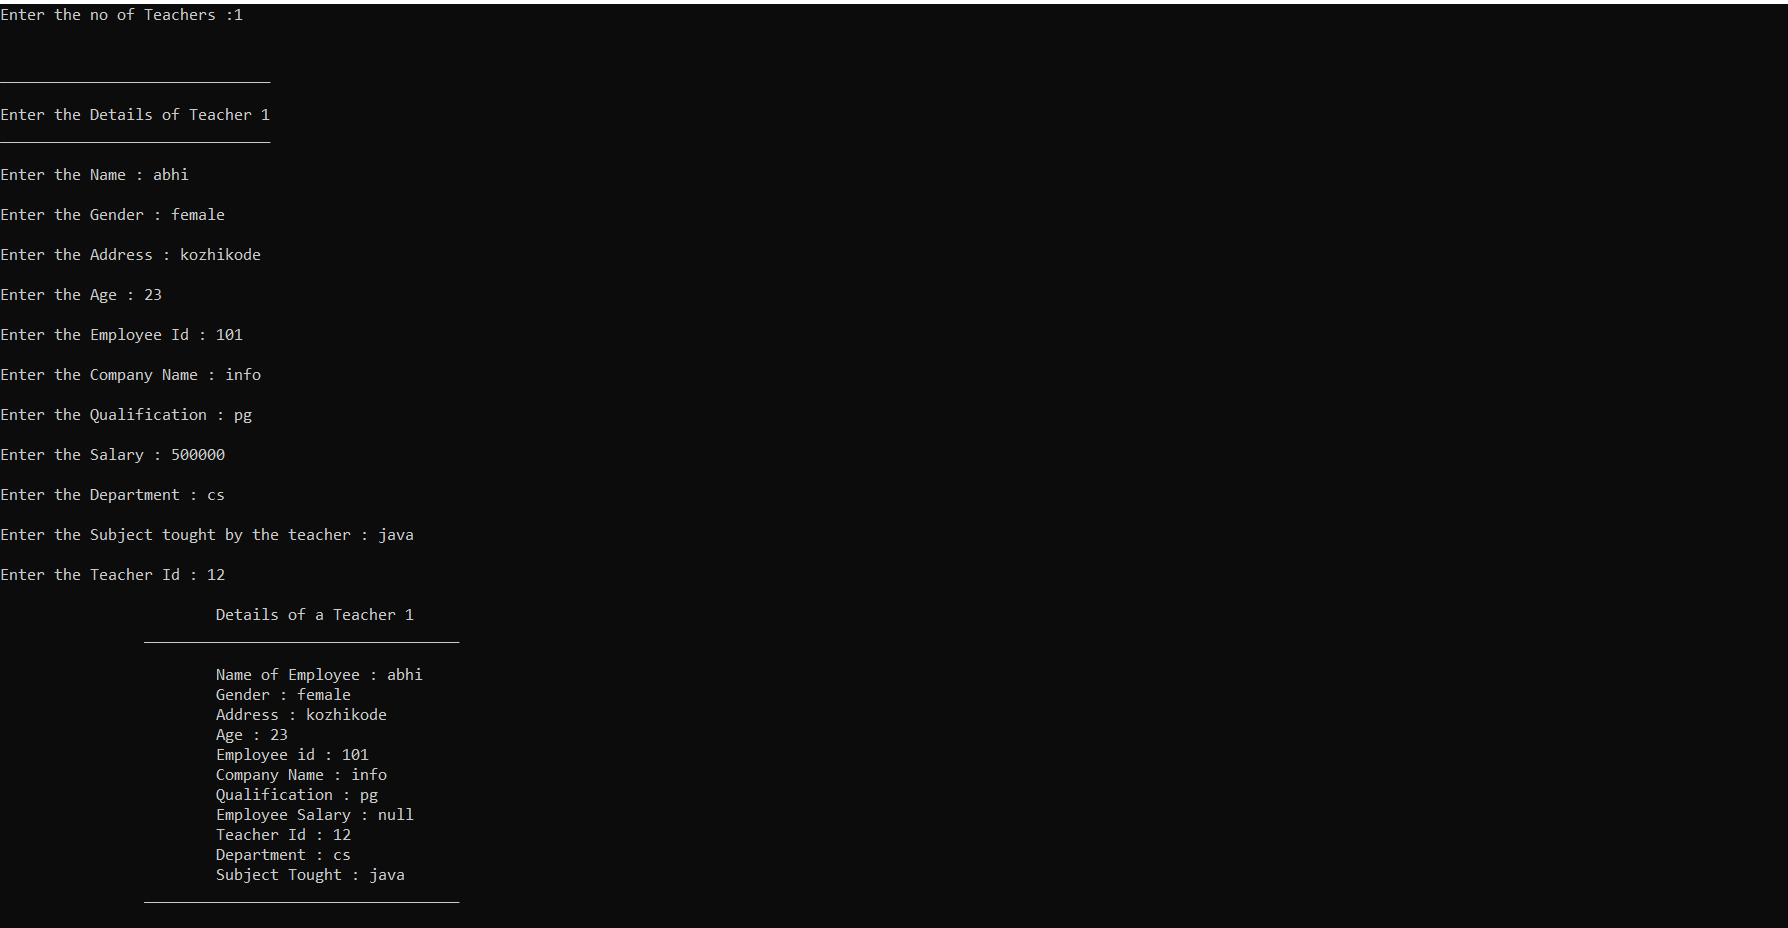 Enter the no of Teachers :1
Enter the Details of Teacher 1
Enter the Name : abhi
Enter the Gender : female
Enter the Address : kozhikode
Enter the Age : 23
Enter the Employee Id : 101
Enter the Company Name : info
Enter the Qualification : pg
Enter the Salary : 500000
Enter the Department : cs
Enter the Subject tought by the teacher : java
Enter the Teacher Id : 12
Details of a Teacher 1
Name of Employee : abhi
Gender : female
Address : kozhikode
Age : 23
Employee id : 101
Company Name : info
Qualification : pg
Employee Salary : null
Teacher Id : 12
Department : cs
Subject Tought : java